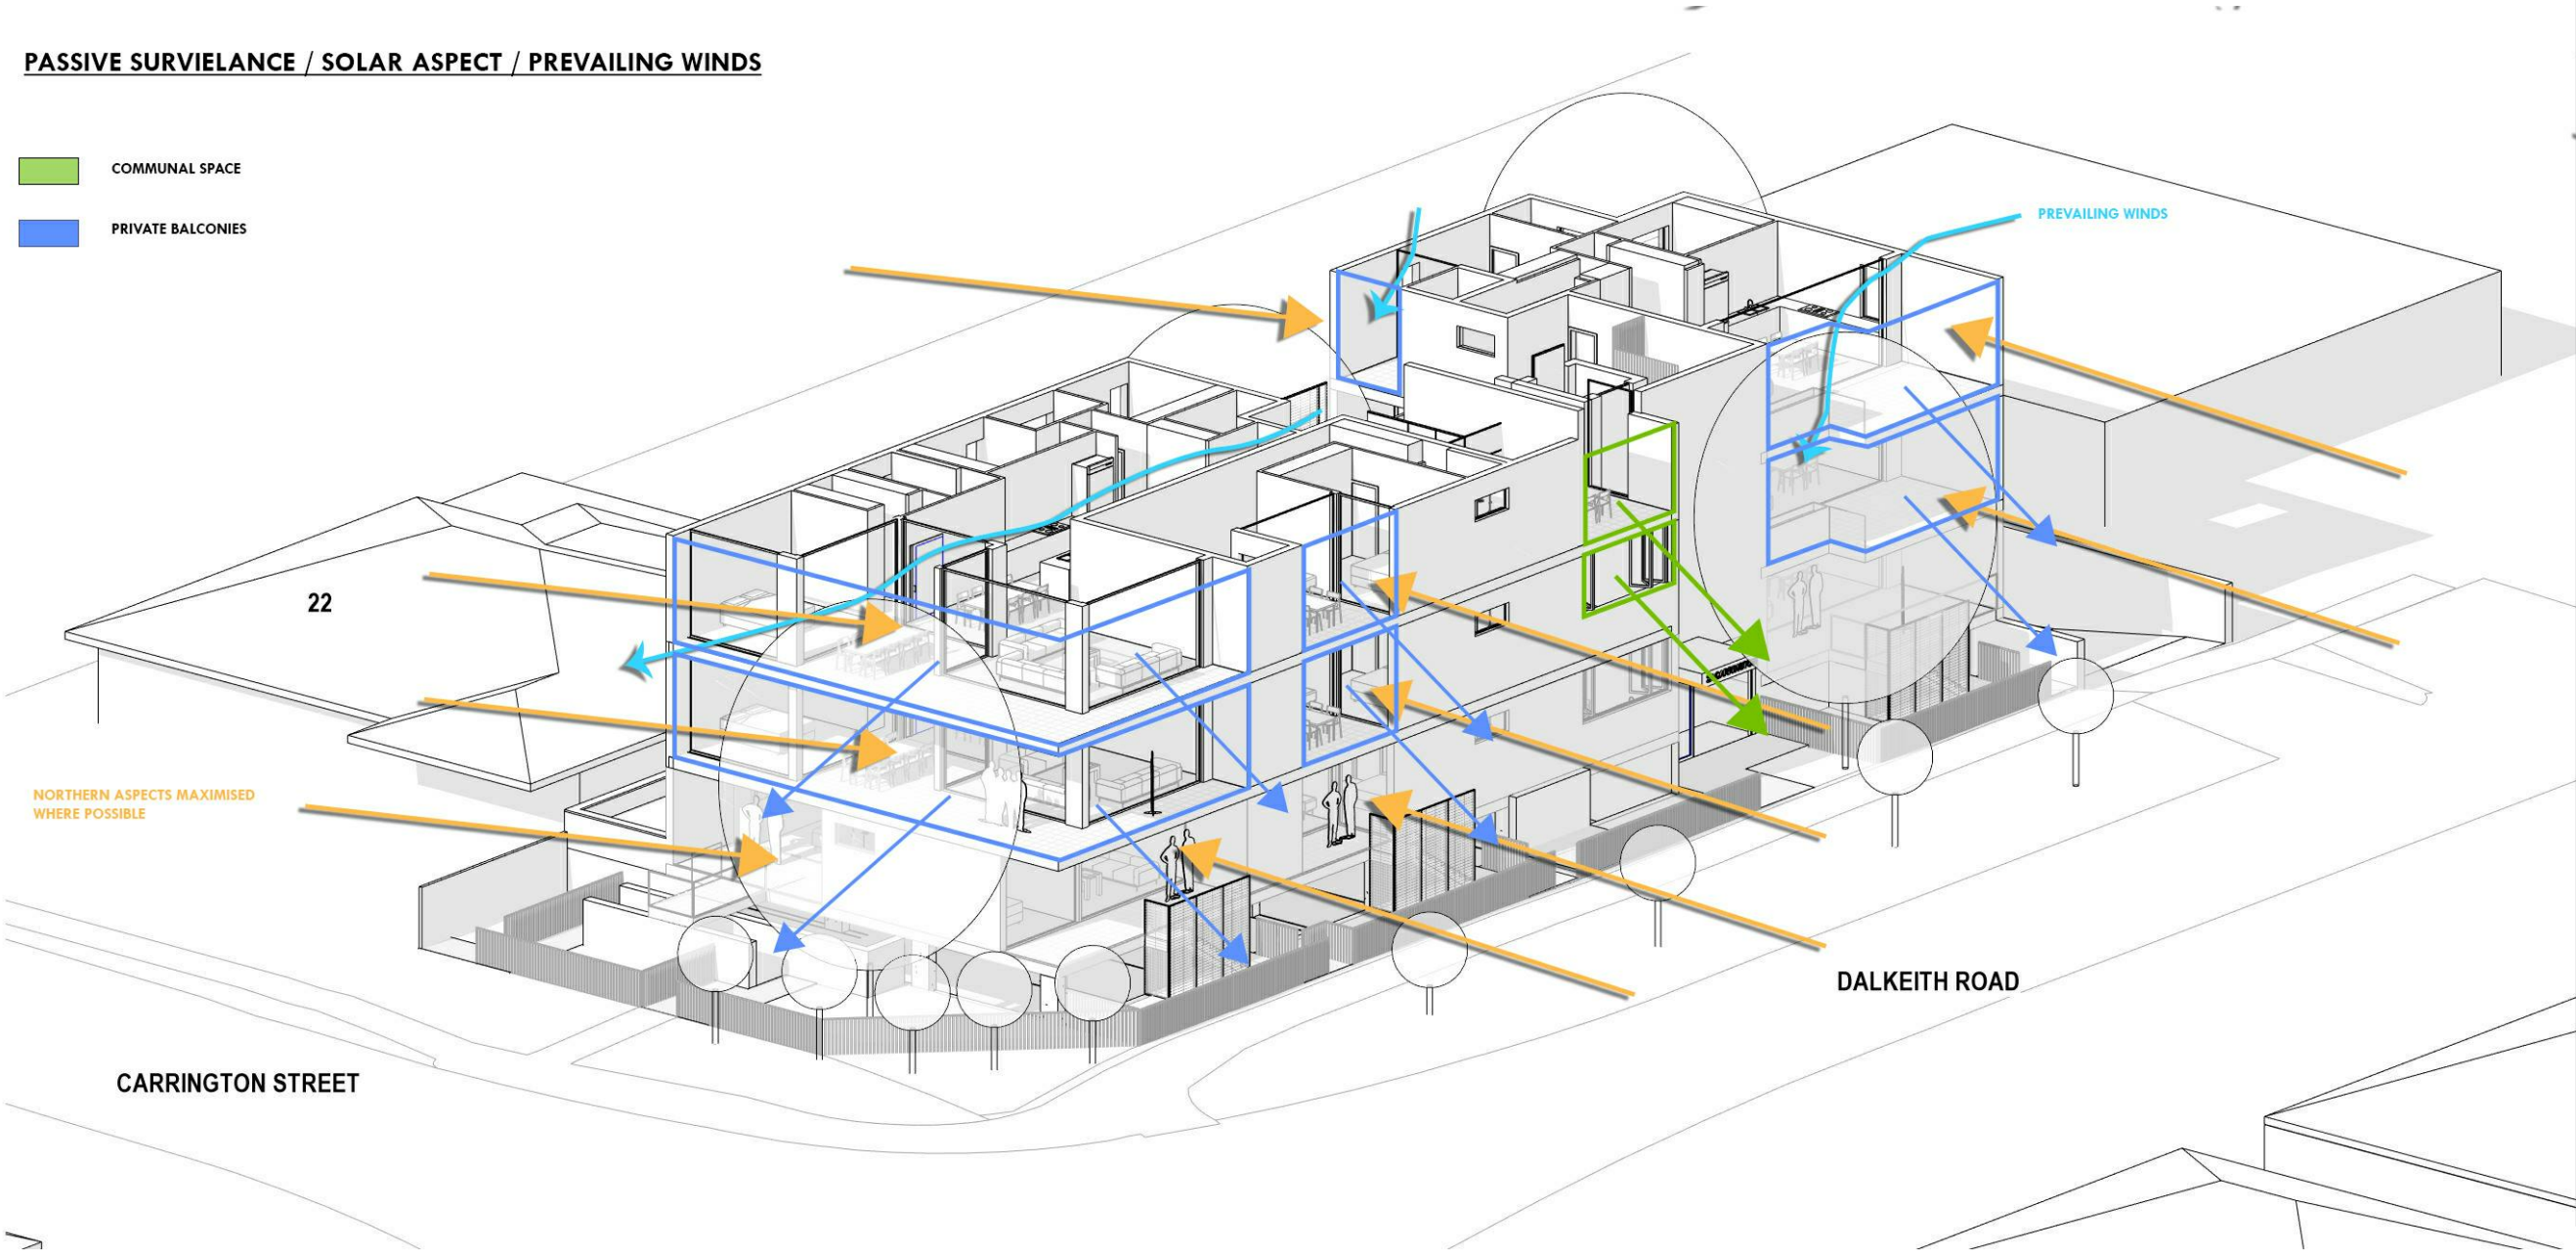 PASSIVE SURVIELANCE / SOLAR ASPECT / PREVAILING WINDS
COMMUNAL SPACE
PRIVATE BALCONIES
PREVAILING WINDS
22
NORTHERN ASPECTS MAXIMISED
WHERE POSSIBLE
DALKEITH ROAD
CARRINGTON STREET